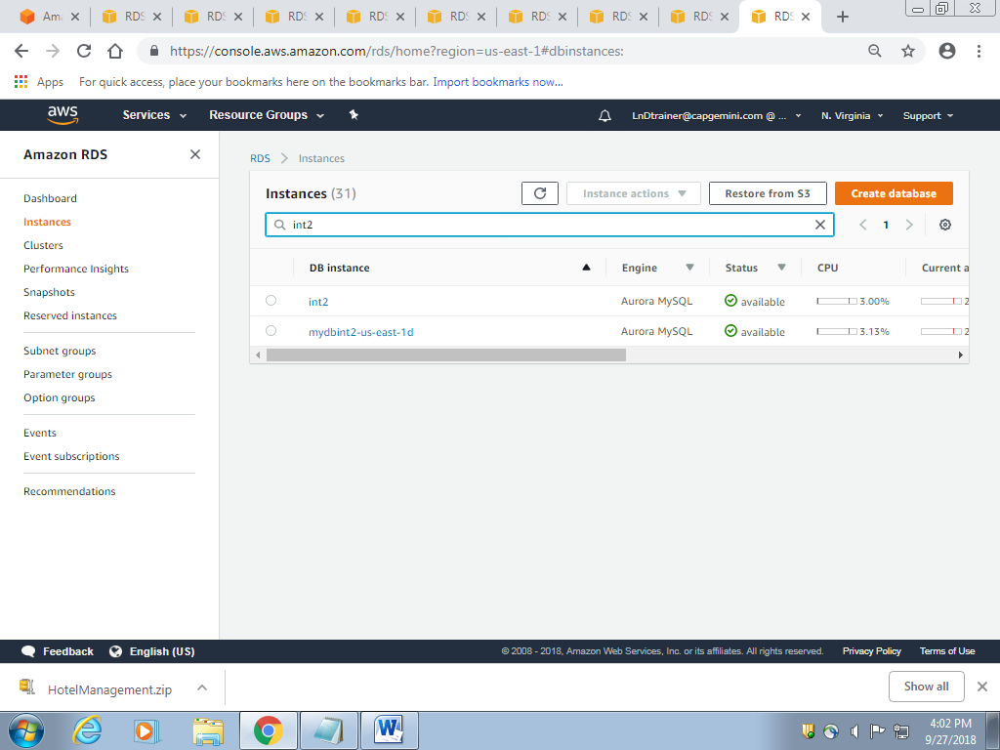 Ama RDS RDS RDS RDS RDS RDS RDS RDS RDS
https://console.aws.amazon.com/rds/home?region=us-east-1#dbinstances:
Apps For quick access, place your bookmarks here on the bookmarks bar. Import bookmarks now...
aws Services Resource Groups LnDtrainer@capgemini.com @ ... N. Virginia Support
Amazon RDS
Dashboard
Instances
Clusters
Performance Insights
Snapshots
Reserved instances
Subnet groups
Parameter groups
Option groups
Events
Event subscriptions
Recommendations
RDS Instances
Instances (31) Instance actions Restore from S3 Create database
int2 1
DB instance Engine Status CPU Current a
int2 Aurora MySQL available 3.00% 2
mydbint2-us-east-1d Aurora MySQL available 3.13% 2
Feedback English (US) © 2008 - 2018, Amazon Web Services, Inc. or its affiliates. All rights reserved. Privacy Policy Terms of Use
HotelManagement.zip Show all
4:02 PM
9/27/2018